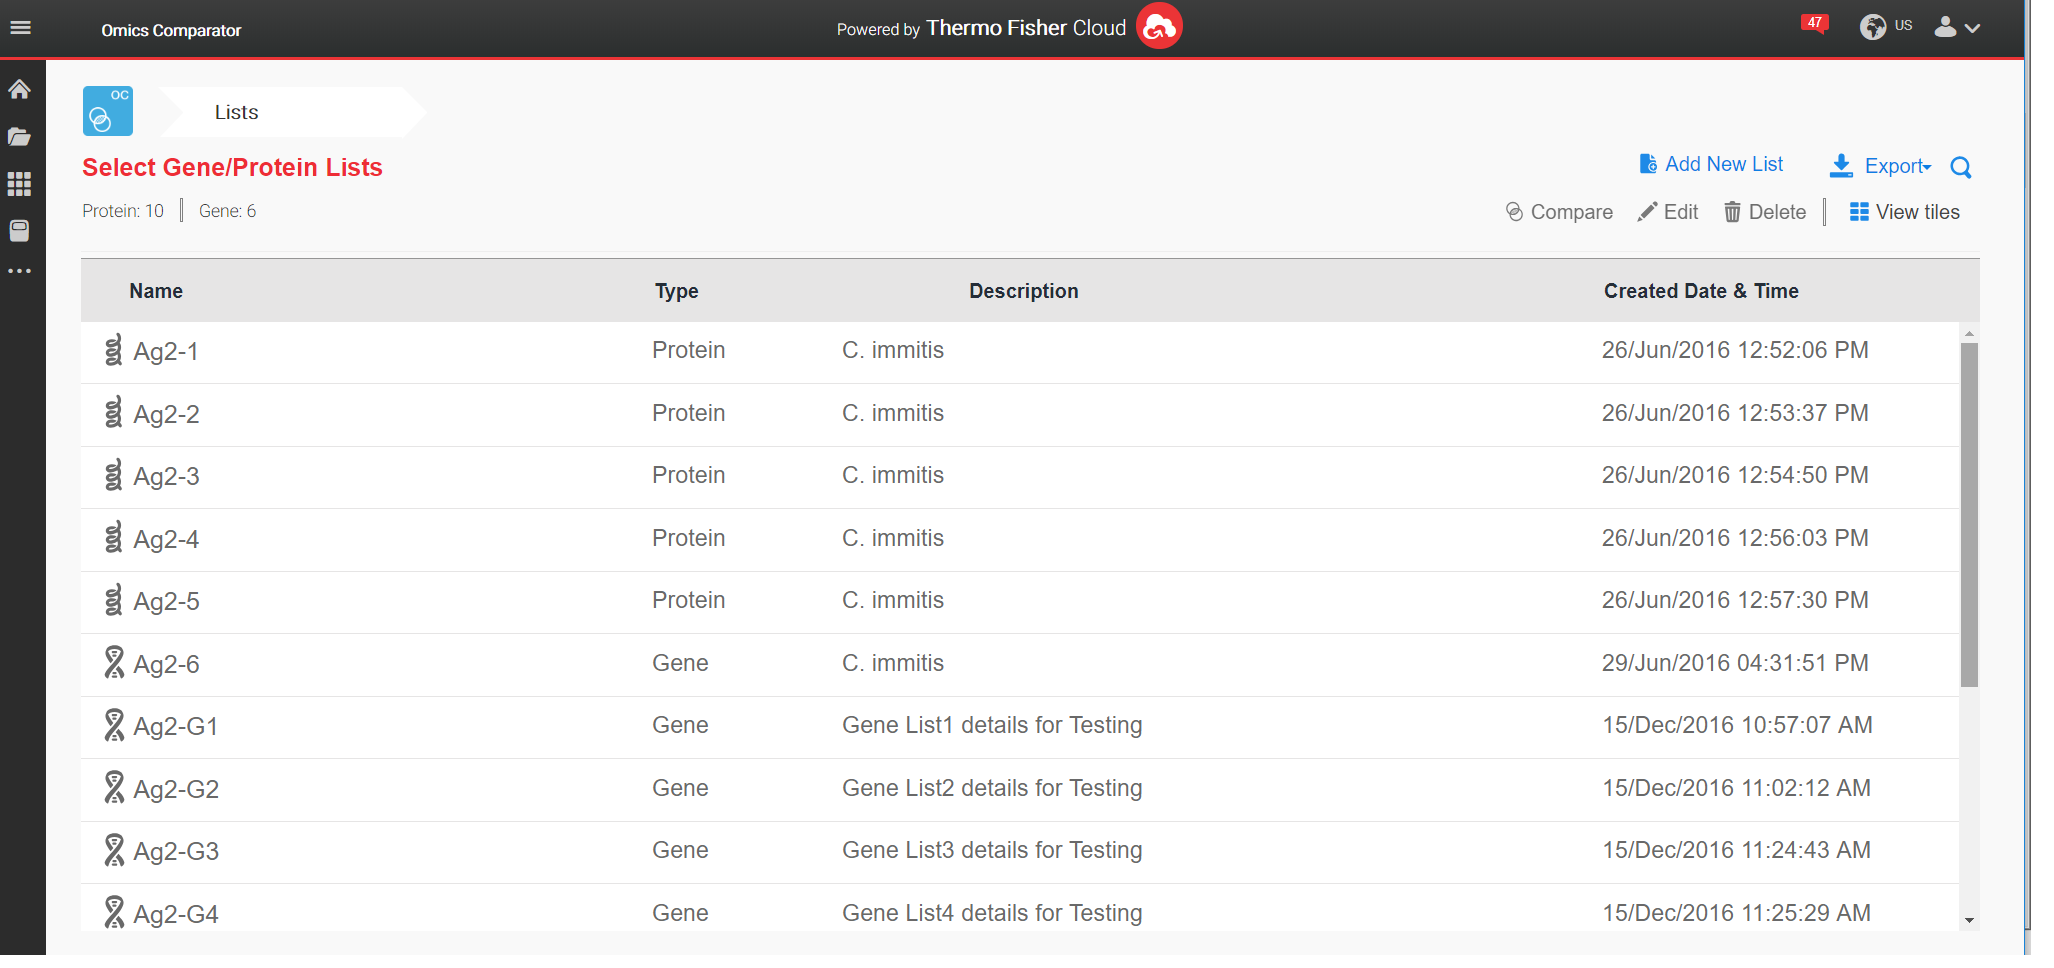 Omics Comparator
Powered by Thermo Fisher Cloud
47
US
OC
Lists
Select Gene/Protein Lists
Add New List
Export
Protein: 10
Gene: 6
Compare
Edit
Delete
View tiles
Name Type Description Created Date & Time
Ag2-1 Protein C. immitis 26/Jun/2016 12:52:06 PM
Ag2-2 Protein C. immitis 26/Jun/2016 12:53:37 PM
Ag2-3 Protein C. immitis 26/Jun/2016 12:54:50 PM
Ag2-4 Protein C. immitis 26/Jun/2016 12:56:03 PM
Ag2-5 Protein C. immitis 26/Jun/2016 12:57:30 PM
Ag2-6 Gene C. immitis 29/Jun/2016 04:31:51 PM
Ag2-G1 Gene Gene List1 details for Testing 15/Dec/2016 10:57:07 AM
Ag2-G2 Gene Gene List2 details for Testing 15/Dec/2016 11:02:12 AM
Ag2-G3 Gene Gene List3 details for Testing 15/Dec/2016 11:24:43 AM
Ag2-G4 Gene Gene List4 details for Testing 15/Dec/2016 11:25:29 AM